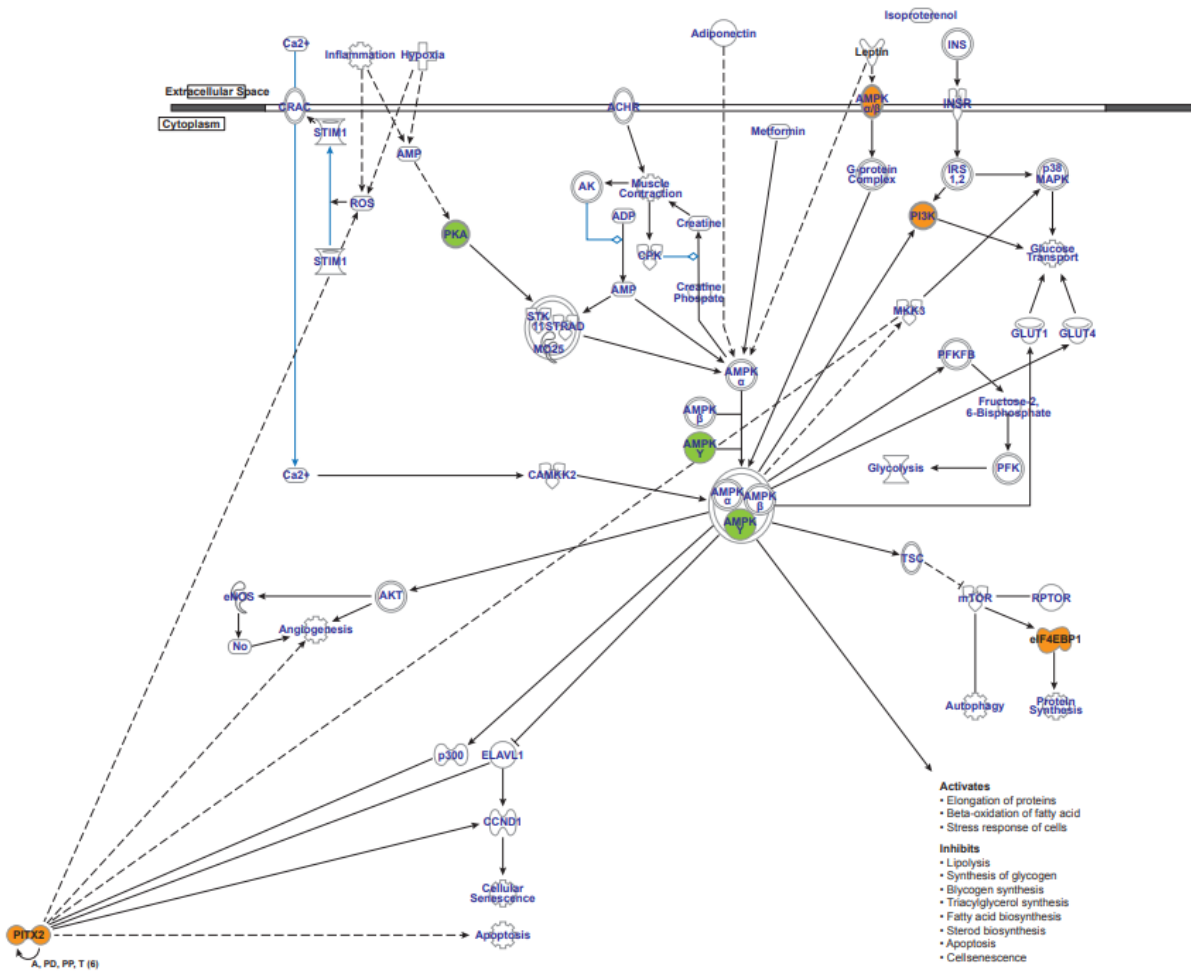 Isoproterenol
Ca2+
Inflammation
Hypoxia
Adiponectin
Leptin
INS
Extracellular Space
CRAC
ACHR
AMPK
α/β
INSR
Cytoplasm
STIM1
Metformin
AMP
G-protein
Complex
IRS
1,2
p38
MAPK
AK
Muscle
Contraction
ROS
ADP
Creatine
PI3K
PKA
CPK
Glucose
Transport
STIM1
AMP
Creatine
Phospate
MKK3
STK
11
STRAD
MO25
GLUT1
GLUT4
PFKFB
AMPK
α
AMPK
β
Fructose-2,
6-Bisphosphate
AMPK
Y
Ca2+
CAMKK2
Glycolysis
PFK
AMPK
α
AMPK
β
AMPK
Y
TSC
eNOS
AKT
mTOR
RPTOR
Angiogenesis
No
eIF4EBP1
Autophagy
Protein
Synthesis
p300
ELAVL1
CCND1
Cellular
Senescence
PITX2
Apoptosis
A, PD, PP, T (6)
Activates
• Elongation of proteins
• Beta-oxidation of fatty acid
• Stress response of cells
Inhibits
• Lipolysis
• Synthesis of glycogen
• Blycogen synthesis
• Triacylglycerol synthesis
• Fatty acid biosynthesis
• Sterod biosynthesis
• Apoptosis
• Cellsenescence